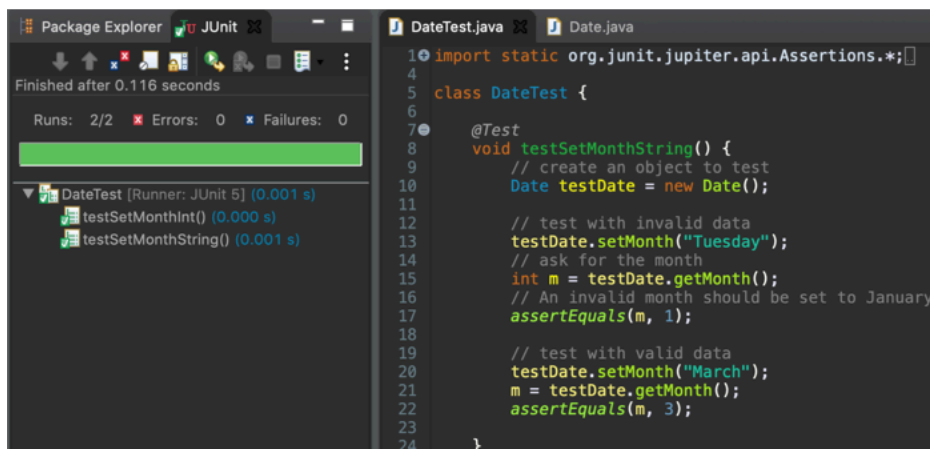 Package Explorer JUnit
Finished after 0.116 seconds
Runs: 2/2 Errors: 0 Failures: 0
DateTest [Runner: JUnit 5] (0.001 s)
testSetMonthInt() (0.000 s)
testSetMonthString() (0.001 s)
DateTest.java Date.java
1 import static org.junit.jupiter.api.Assertions.*;
4
5 class DateTest {
6
7 @Test
8 void testSetMonthString() {
9 // create an object to test
10 Date testDate = new Date();
11
12 // test with invalid data
13 testDate.setMonth("Tuesday");
14 // ask for the month
15 int m = testDate.getMonth();
16 // An invalid month should be set to January
17 assertEquals(m, 1);
18
19 // test with valid data
20 testDate.setMonth("March");
21 m = testDate.getMonth();
22 assertEquals(m, 3);
23
24 }